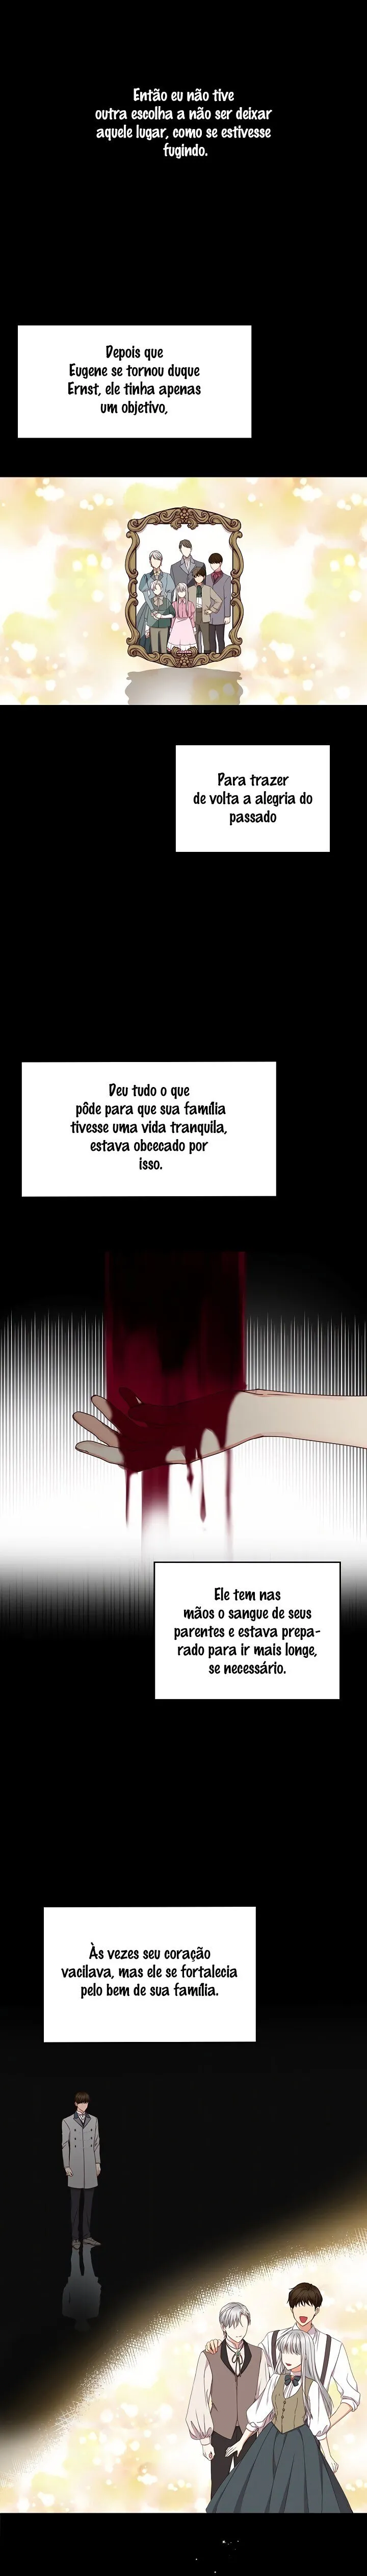 Então eu não tive
outra escolha a não ser deixar
aquele lugar, como se estivesse
fugindo.
Depois que
Eugene se tornou duque
Ernst, ele tinha apenas
um objetivo,
Para trazer
de volta a alegria do
passado
Deu tudo o que
pôde para que sua família
tivesse uma vida tranquila,
estava obcecado por
isso.
Ele tem nas
mãos o sangue de seus
parentes e estava prepa-
rado para ir mais longe,
se necessário.
Às vezes seu coração
vacilava, mas ele se fortalecia
pelo bem de sua família.